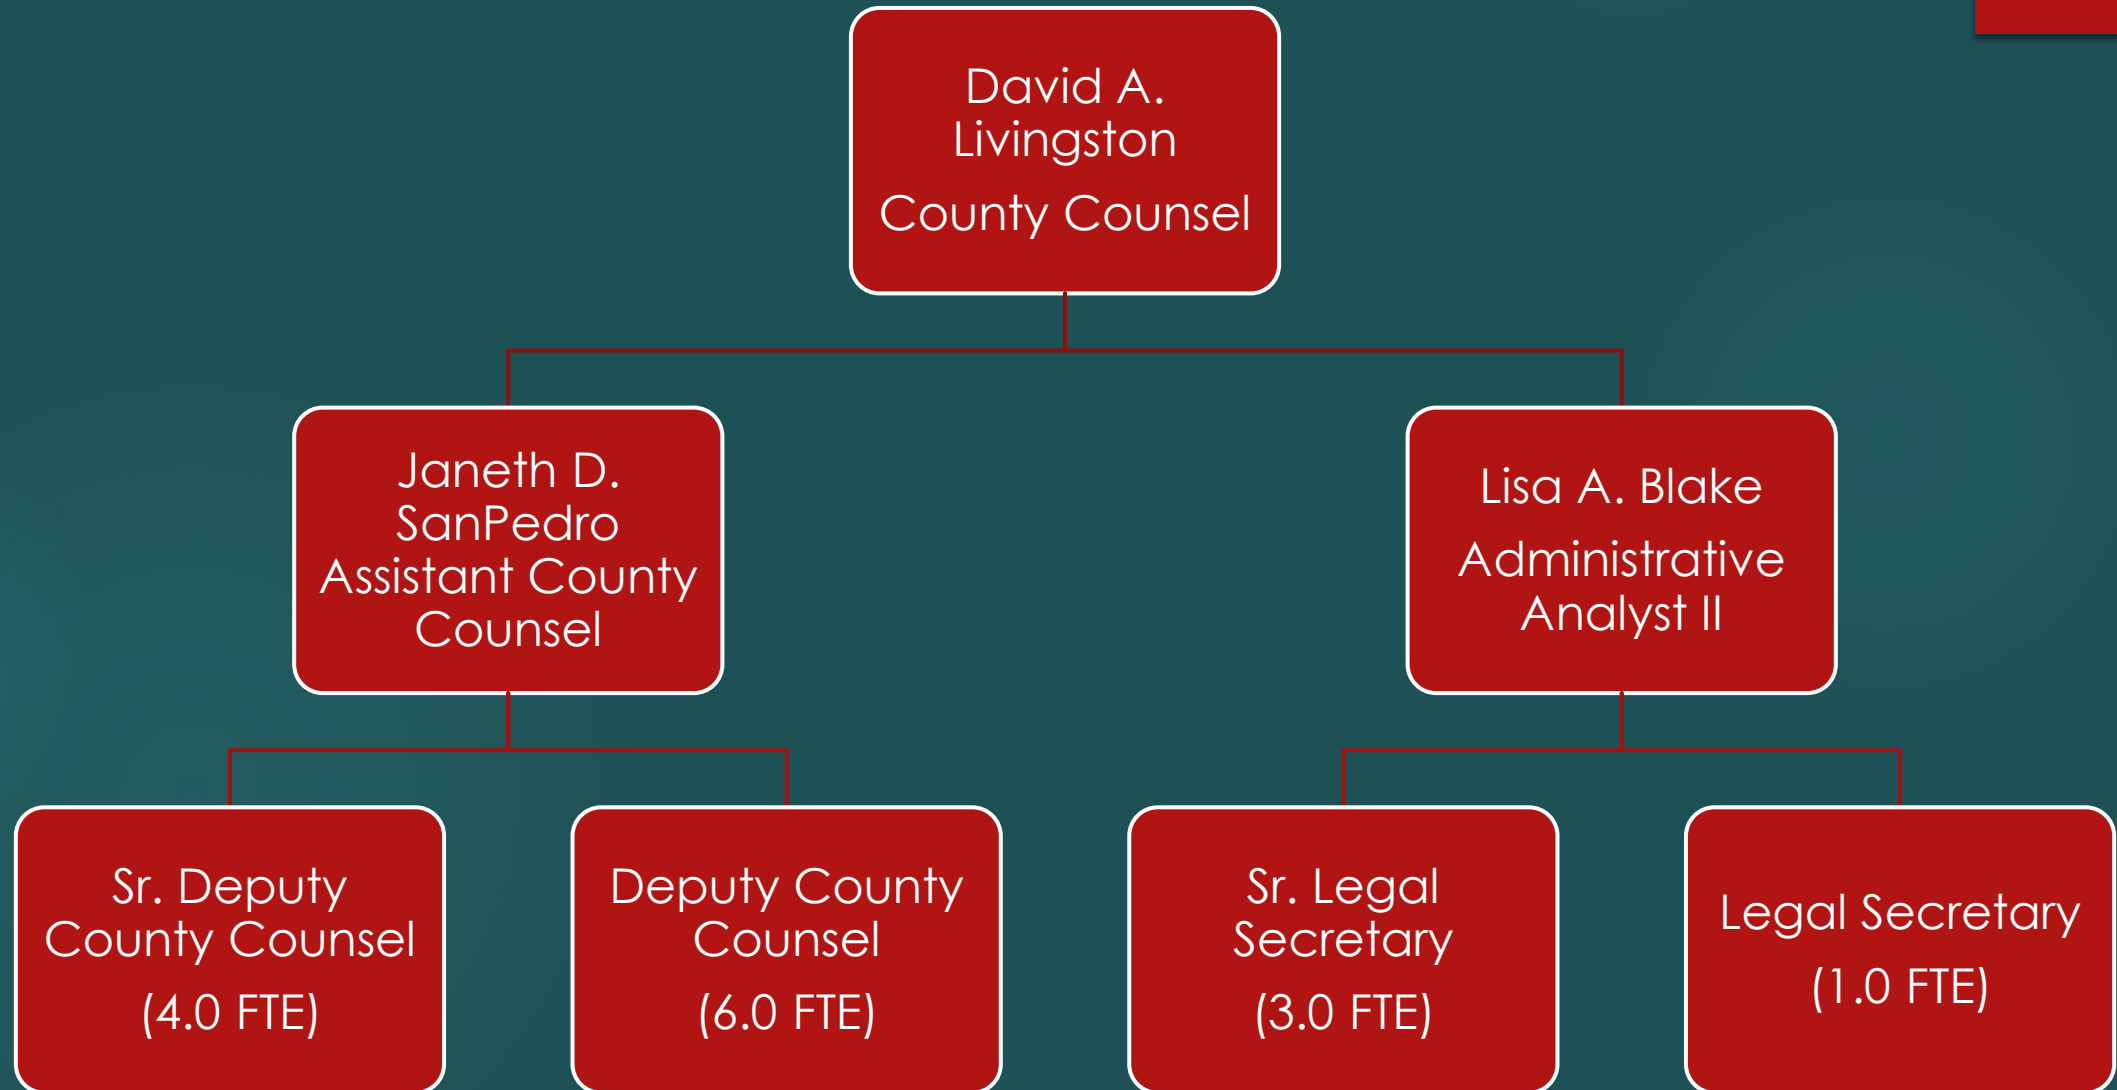 David A.
Livingston
County Counsel
Janeth D.
SanPedro
Assistant County
Counsel
Lisa A. Blake
Administrative
Analyst II
Sr. Deputy
County Counsel
(4.0 FTE)
Deputy County
Counsel
(6.0 FTE)
Sr. Legal
Secretary
(3.0 FTE)
Legal Secretary
(1.0 FTE)